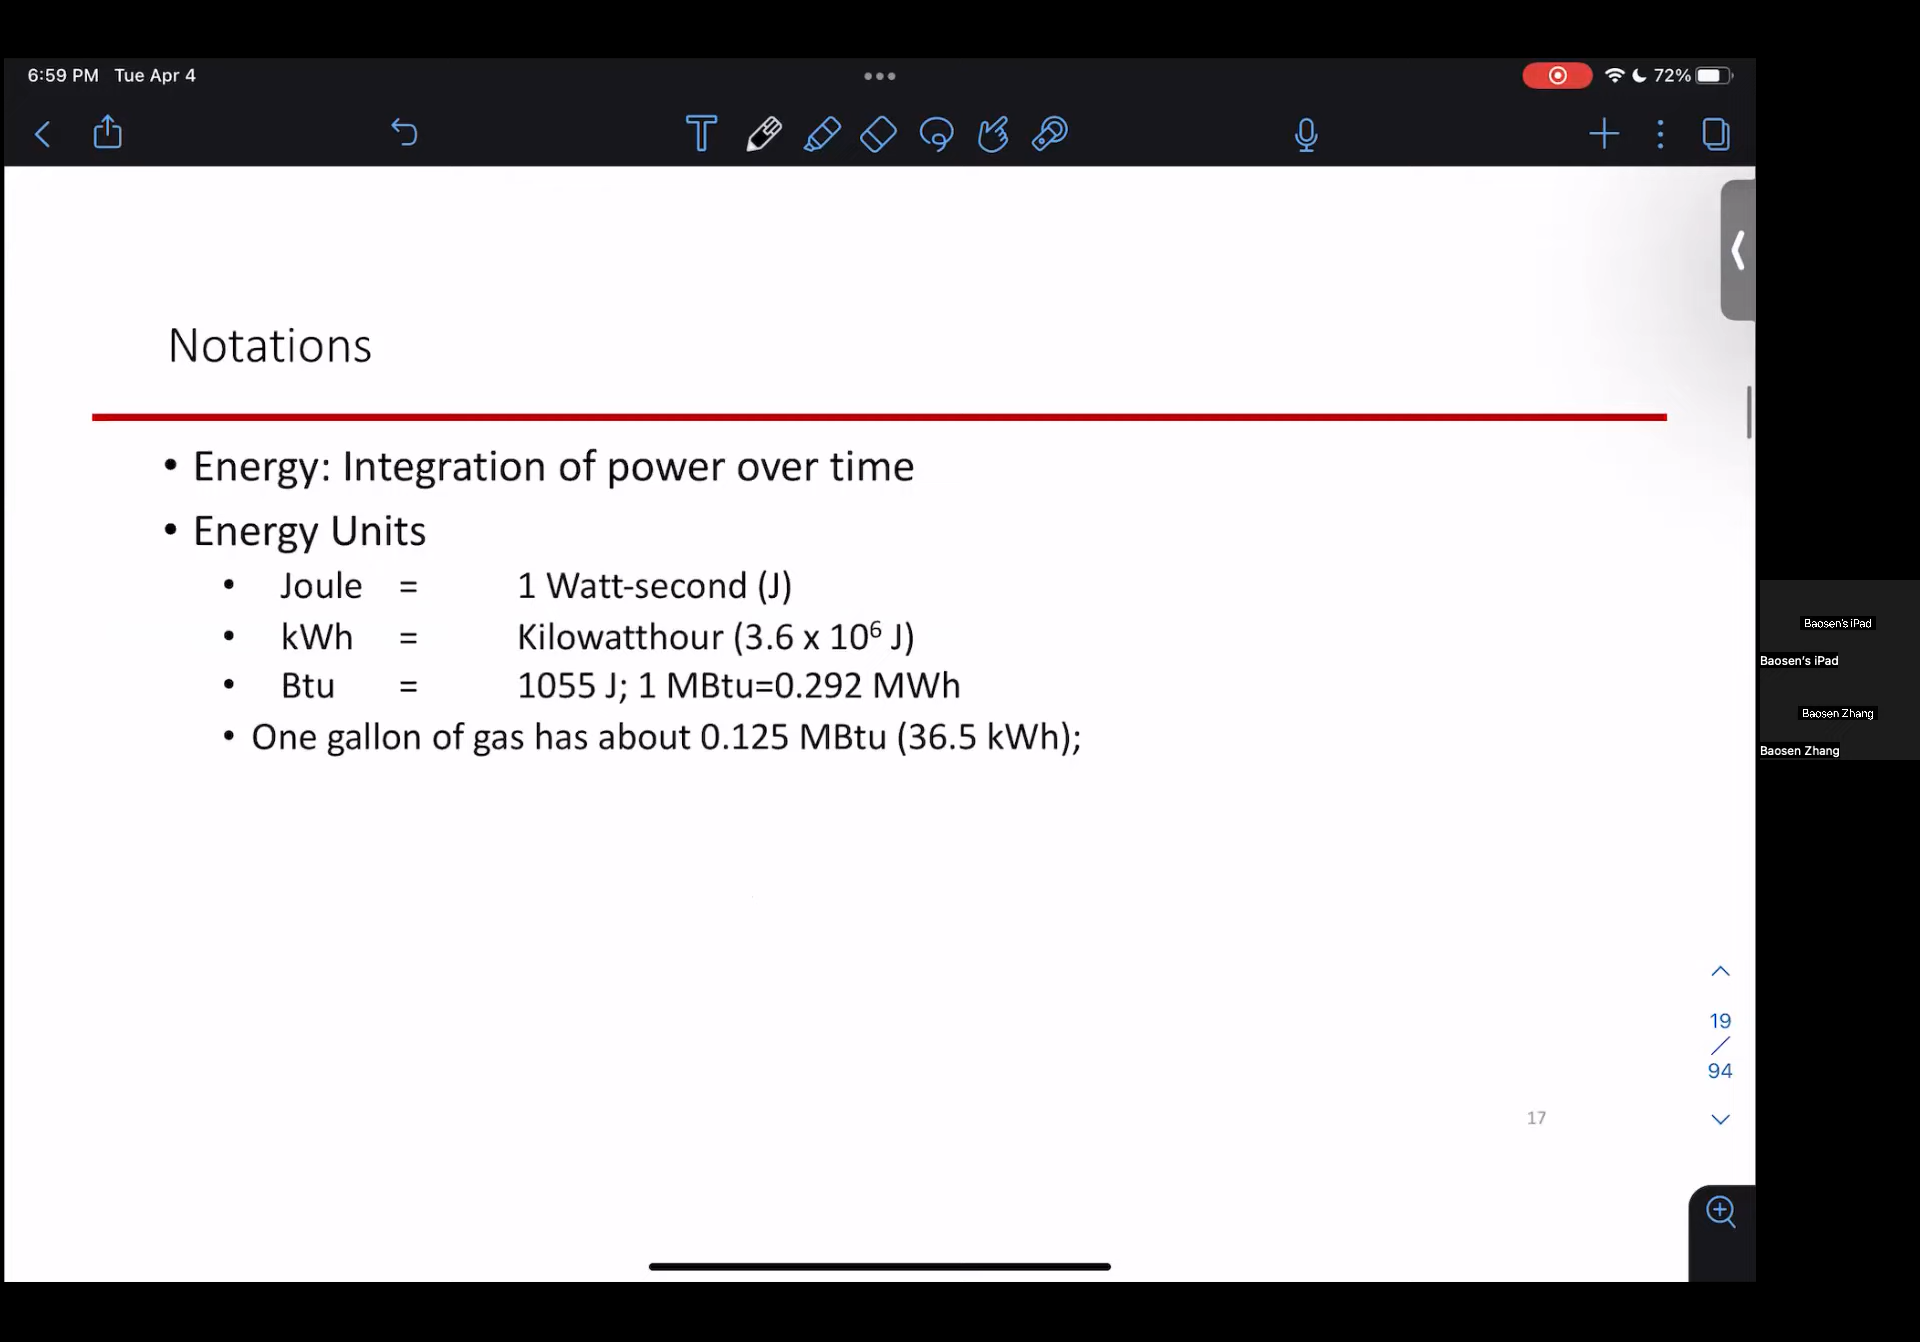 6:59 PM Tue Apr 4
72%
Notations
• Energy: Integration of power over time
• Energy Units
• Joule = 1 Watt-second (J)
• kWh = Kilowatthour (3.6 x 10⁶ J)
• Btu = 1055 J; 1 MBtu=0.292 MWh
• One gallon of gas has about 0.125 MBtu (36.5 kWh);
Baosen's iPad
Baosen's iPad
Baosen Zhang
Baosen Zhang
19
/
94
17